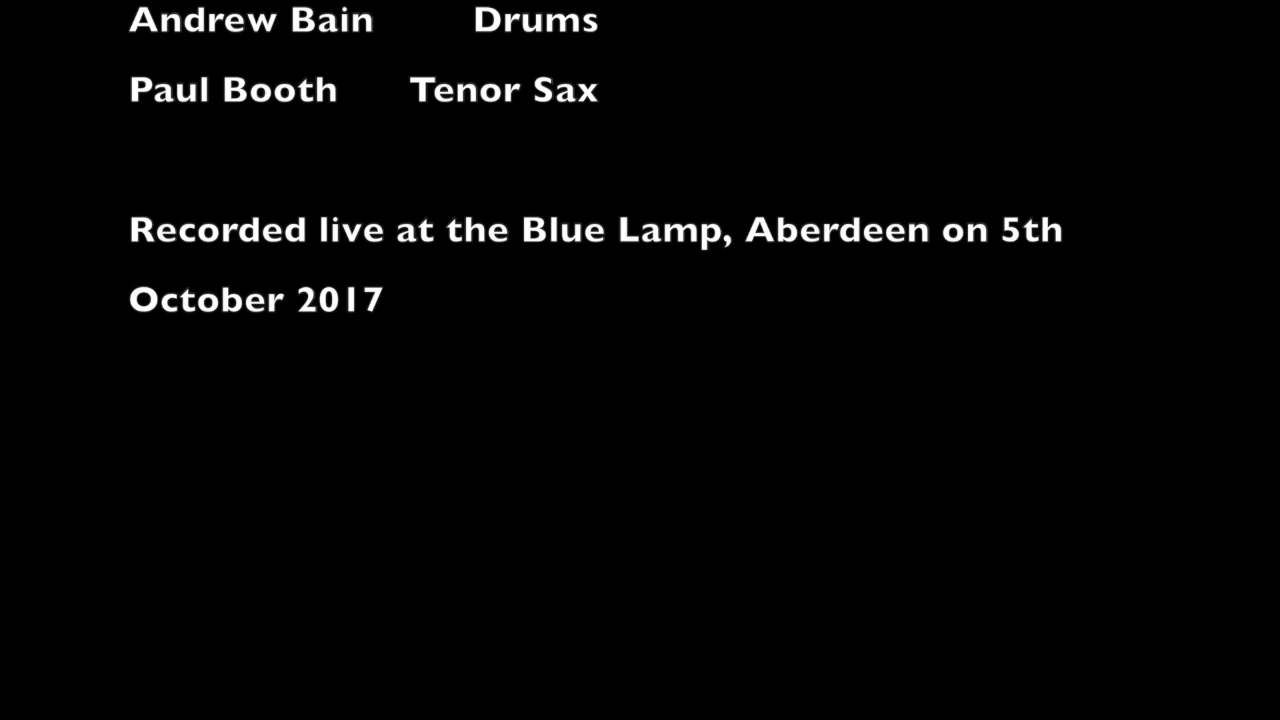 Andrew Bain Drums
Paul Booth Tenor Sax
Recorded live at the Blue Lamp, Aberdeen on 5th
October 2017